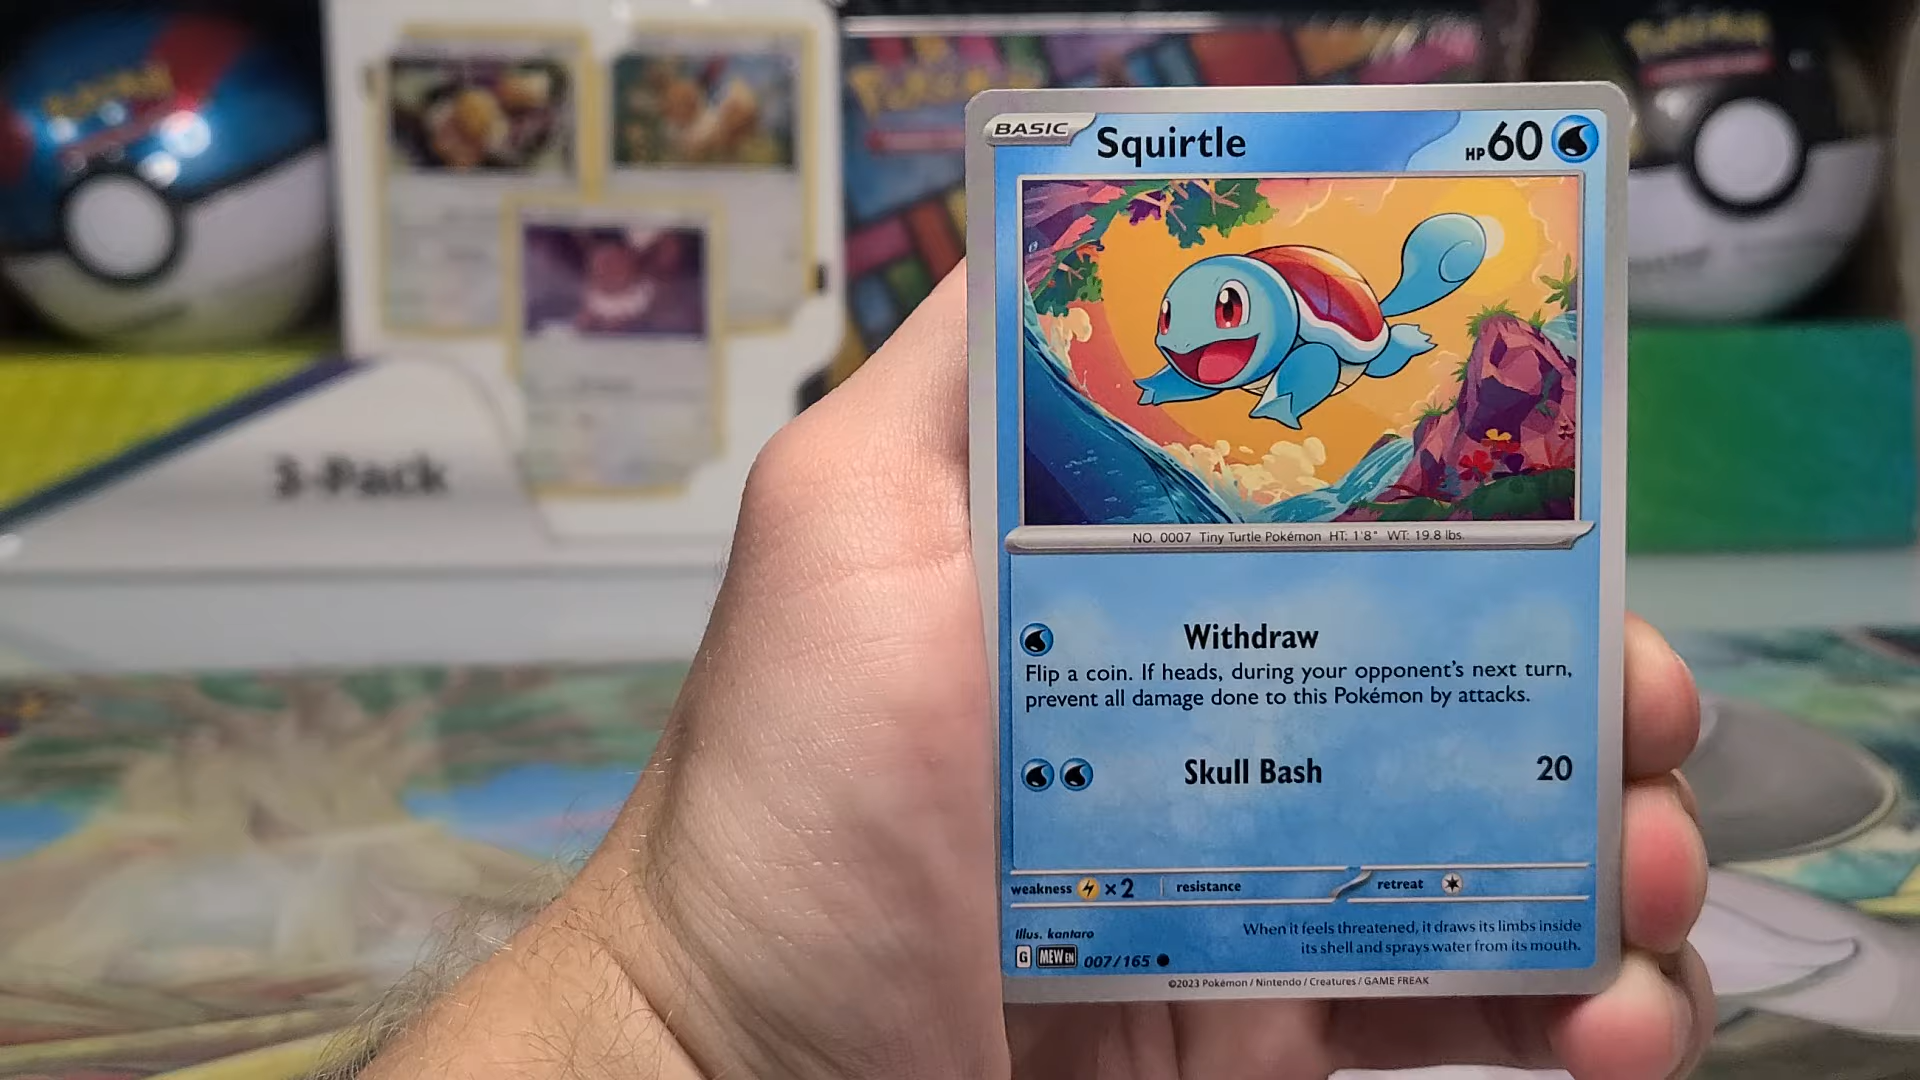 POKÉMON
POKÉMON
POKÉMON
3-Pack
BASIC Squirtle HP 60
NO. 0007 Tiny Turtle Pokémon HT: 1'8" WT: 19.8 lbs.
Withdraw
Flip a coin. If heads, during your opponent's next turn,
prevent all damage done to this Pokémon by attacks.
Skull Bash 20
weakness ×2 resistance retreat
Illus. kantaro
When it feels threatened, it draws its limbs inside
its shell and sprays water from its mouth.
G MEW EN 007/165
©2023 Pokémon / Nintendo / Creatures / GAME FREAK